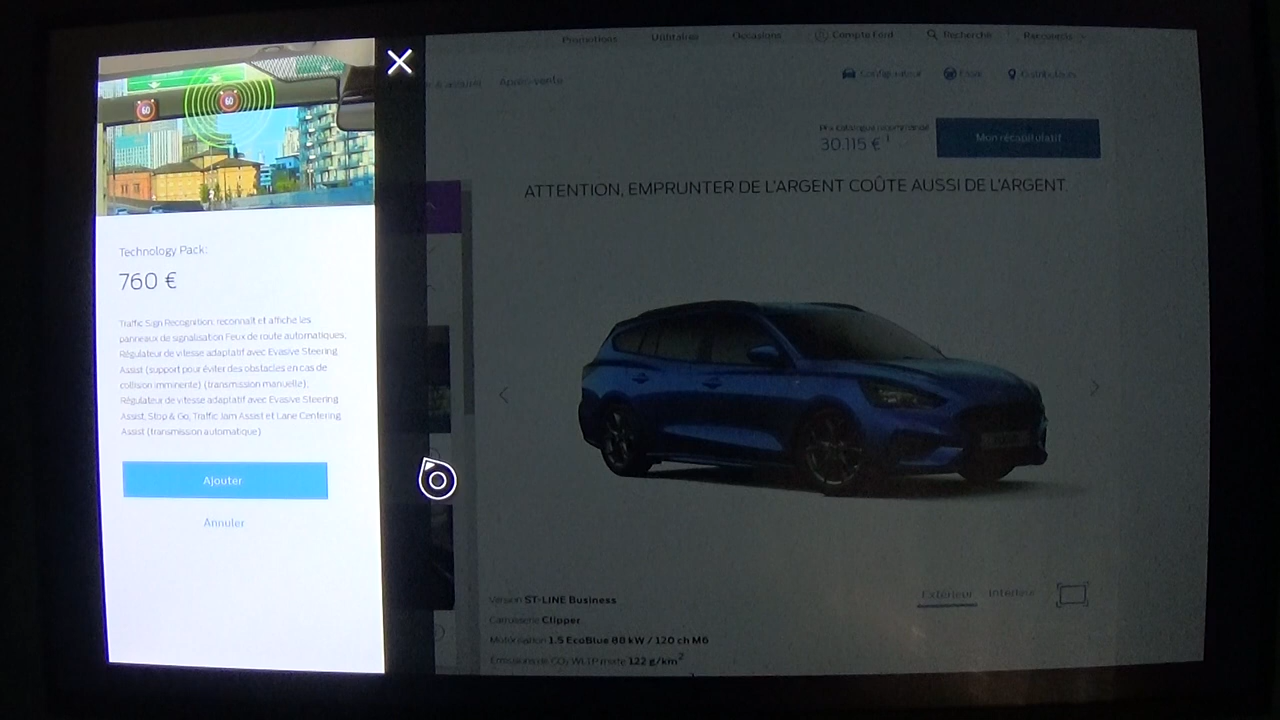 Promotions Utilitaires Occasions Compte Ford Recherche
& assurer Après-vente Configurateur Essai Distributeurs
Prix catalogue recommandé
30.115 € 1
Mon récapitulatif
ATTENTION, EMPRUNTER DE L'ARGENT COÛTE AUSSI DE L'ARGENT.
60
60
Technology Pack:
760 €
Traffic Sign Recognition: reconnaît et affiche les
panneaux de signalisation Feux de route automatiques,
Régulateur de vitesse adaptatif avec Evasive Steering
Assist (support pour éviter des obstacles en cas de
collision imminente) (transmission manuelle),
Régulateur de vitesse adaptatif avec Evasive Steering
Assist, Stop & Go, Traffic Jam Assist et Lane Centering
Assist (transmission automatique)
Ajouter
Annuler
Extérieur Intérieur
Version ST-LINE Business
Carrosserie Clipper
Motorisation 1.5 EcoBlue 88 kW / 120 ch M6
Emissions de CO₂ WLTP mixte 122 g/km²